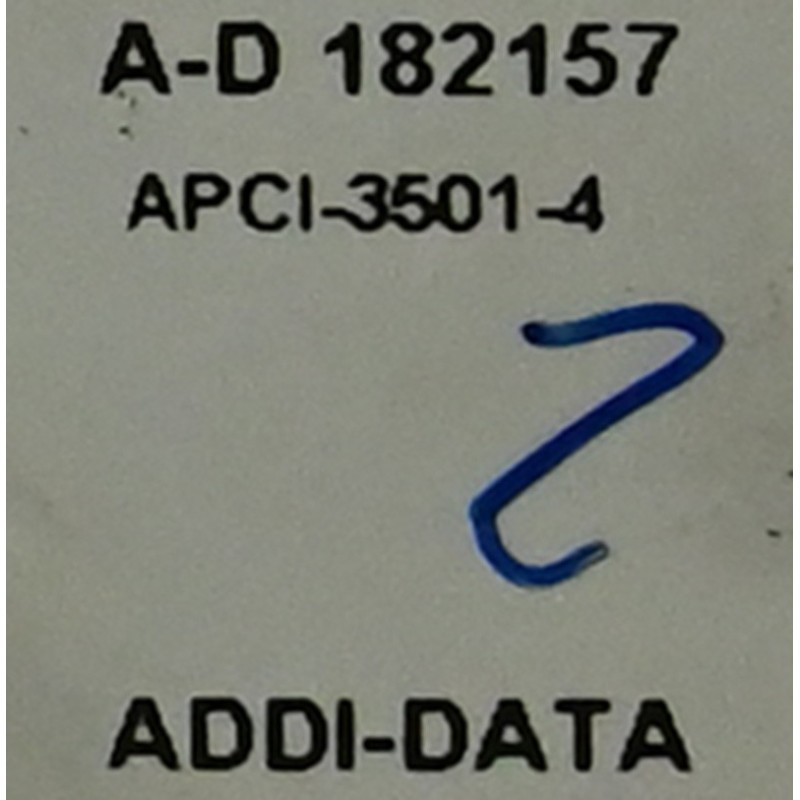 A-D 182157
APCI-3501-4
2
ADDI-DATA